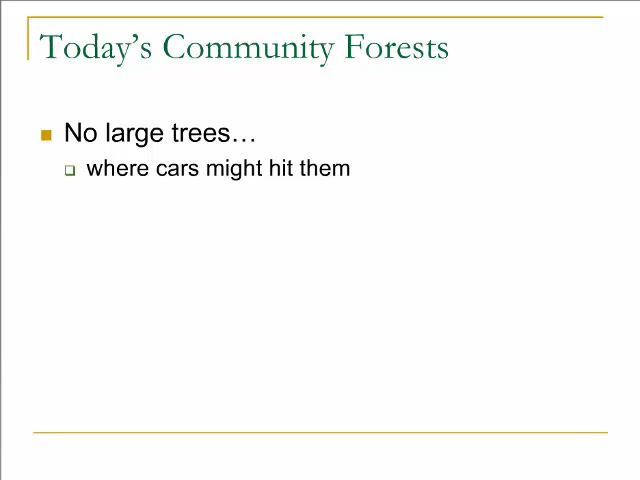 Today’s Community Forests
No large trees…
where cars might hit them